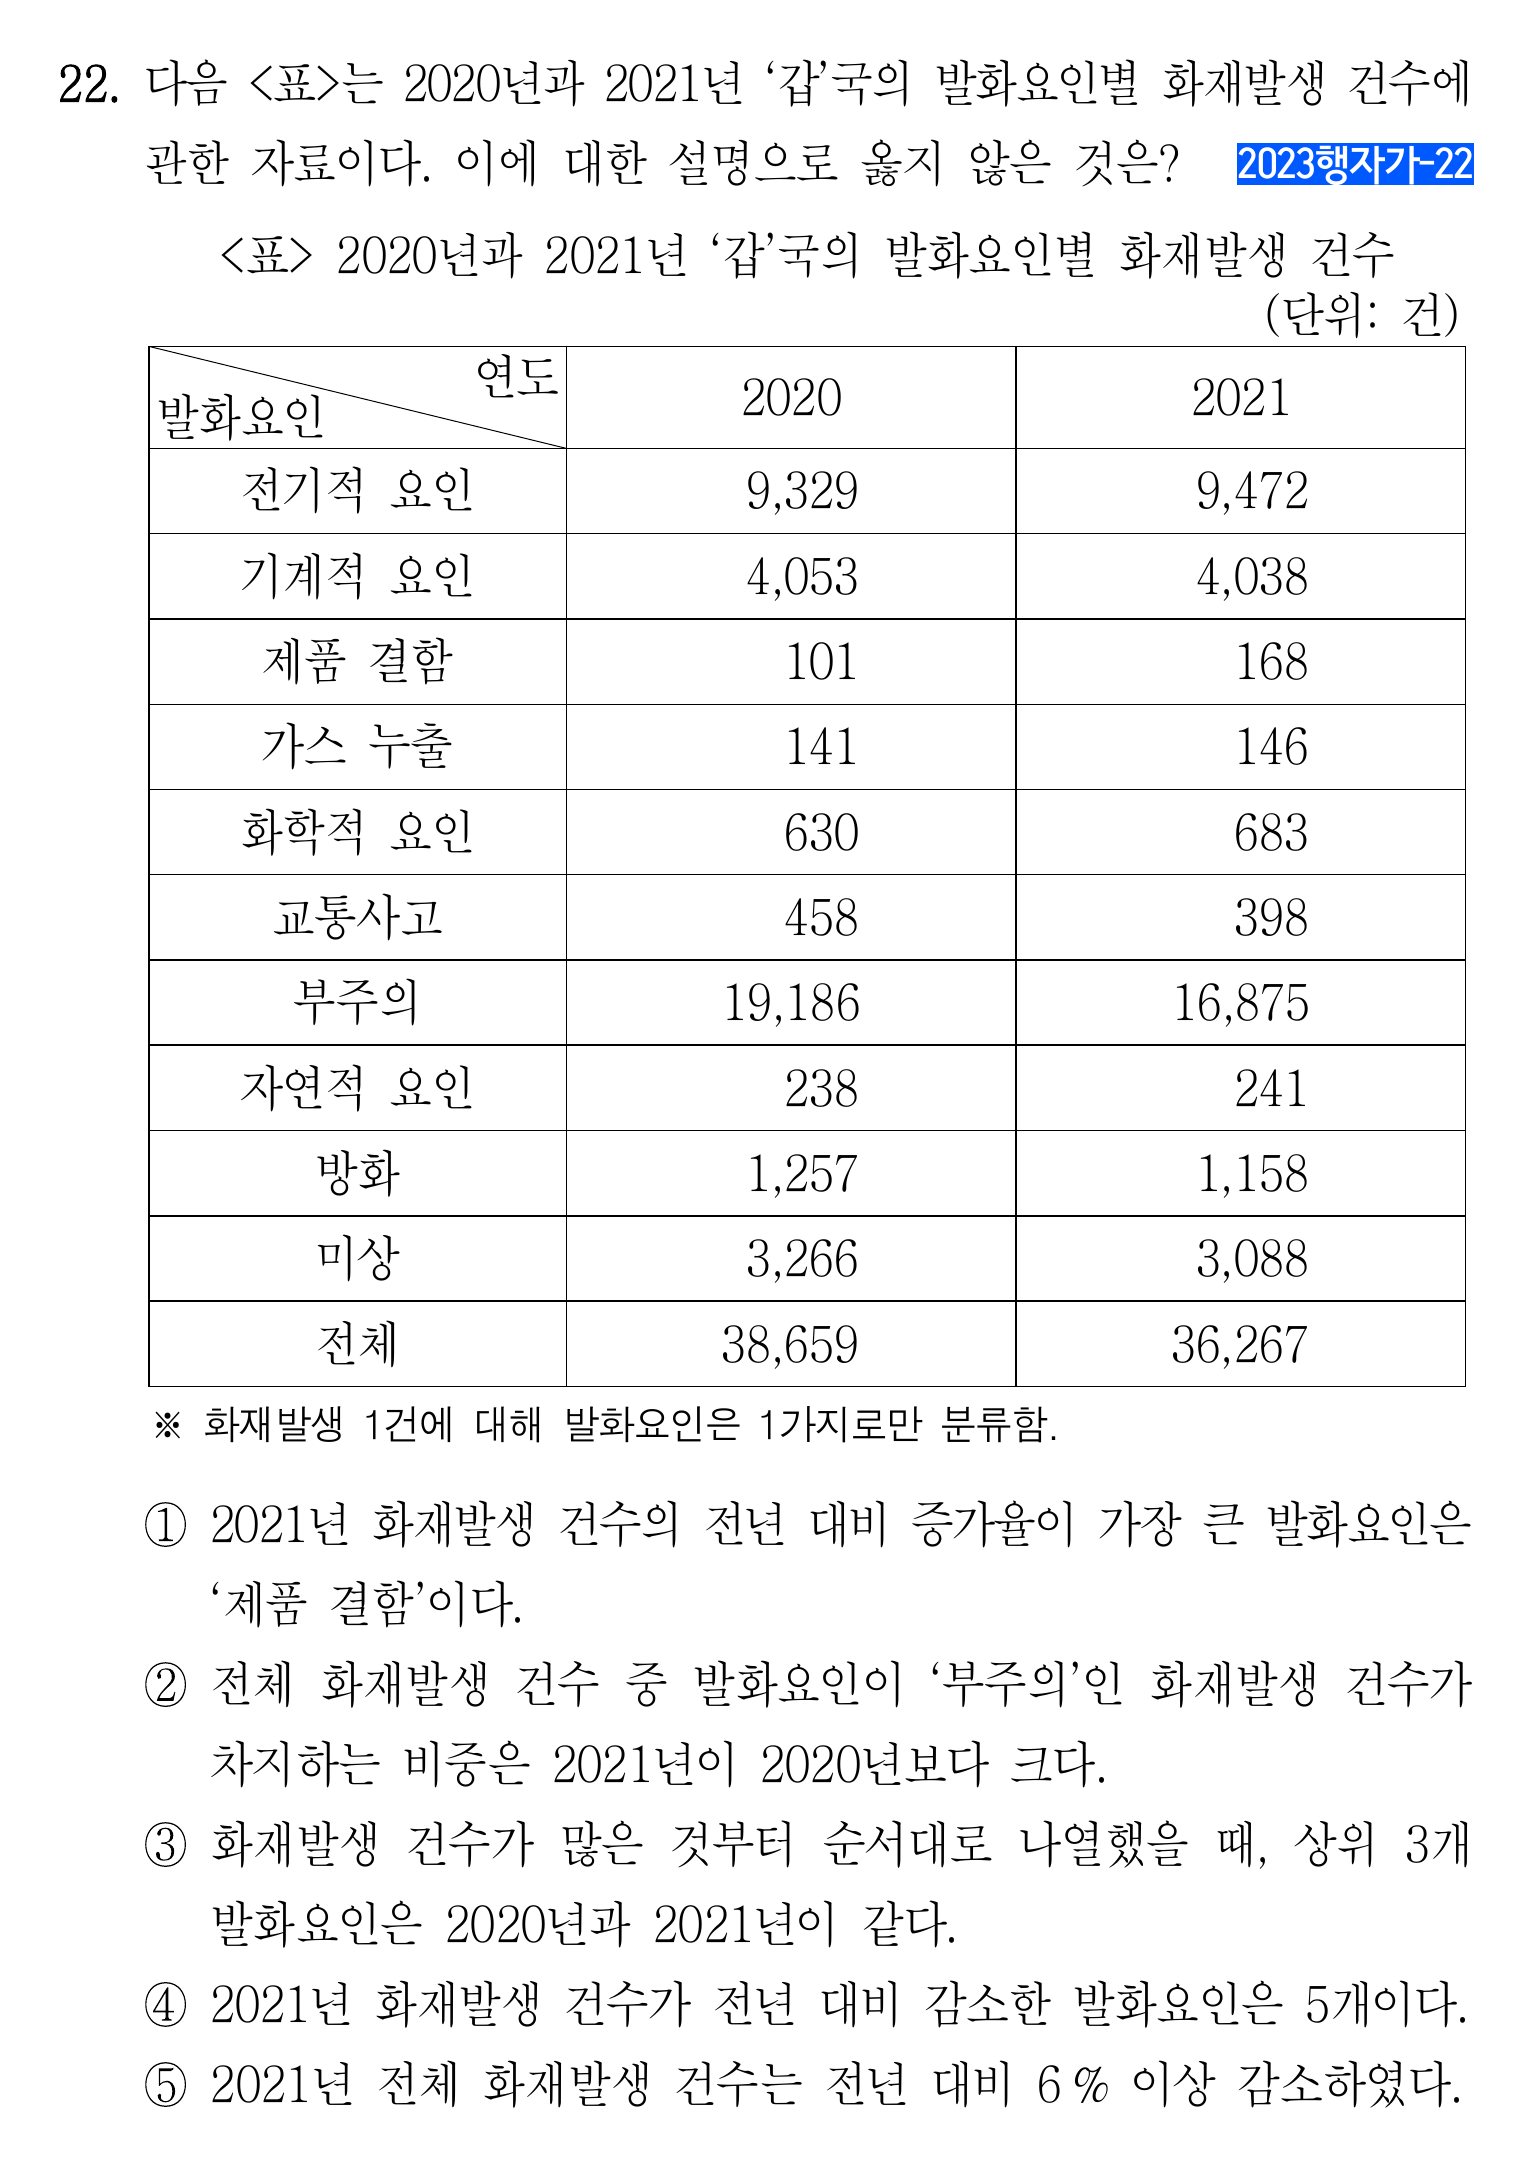 22. 다음 <표>는 2020년과 2021년 ‘갑’국의 발화요인별 화재발생 건수에
관한 자료이다. 이에 대한 설명으로 옳지 않은 것은? 2023행자가-22
<표> 2020년과 2021년 ‘갑’국의 발화요인별 화재발생 건수
(단위: 건)
연도
발화요인 2020 2021
전기적 요인 9,329 9,472
기계적 요인 4,053 4,038
제품 결함 101 168
가스 누출 141 146
화학적 요인 630 683
교통사고 458 398
부주의 19,186 16,875
자연적 요인 238 241
방화 1,257 1,158
미상 3,266 3,088
전체 38,659 36,267
※ 화재발생 1건에 대해 발화요인은 1가지로만 분류함.
① 2021년 화재발생 건수의 전년 대비 증가율이 가장 큰 발화요인은
‘제품 결함’이다.
② 전체 화재발생 건수 중 발화요인이 ‘부주의’인 화재발생 건수가
차지하는 비중은 2021년이 2020년보다 크다.
③ 화재발생 건수가 많은 것부터 순서대로 나열했을 때, 상위 3개
발화요인은 2020년과 2021년이 같다.
④ 2021년 화재발생 건수가 전년 대비 감소한 발화요인은 5개이다.
⑤ 2021년 전체 화재발생 건수는 전년 대비 6 % 이상 감소하였다.